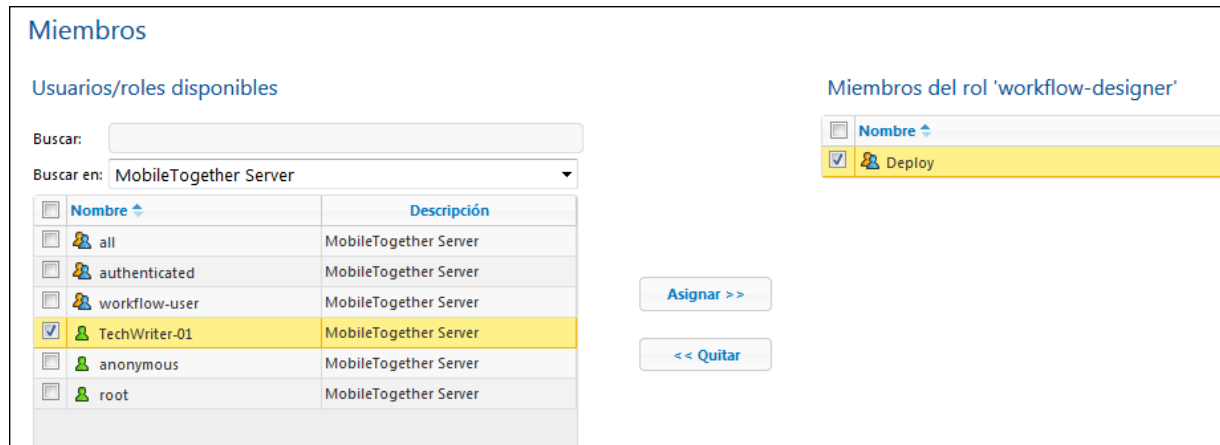 Miembros
Usuarios/roles disponibles
Buscar:
Buscar en: MobileTogether Server
Nombre Descripción
all MobileTogether Server
authenticated MobileTogether Server
workflow-user MobileTogether Server
TechWriter-01 MobileTogether Server
anonymous MobileTogether Server
root MobileTogether Server
Asignar >>
<< Quitar
Miembros del rol 'workflow-designer'
Nombre
Deploy